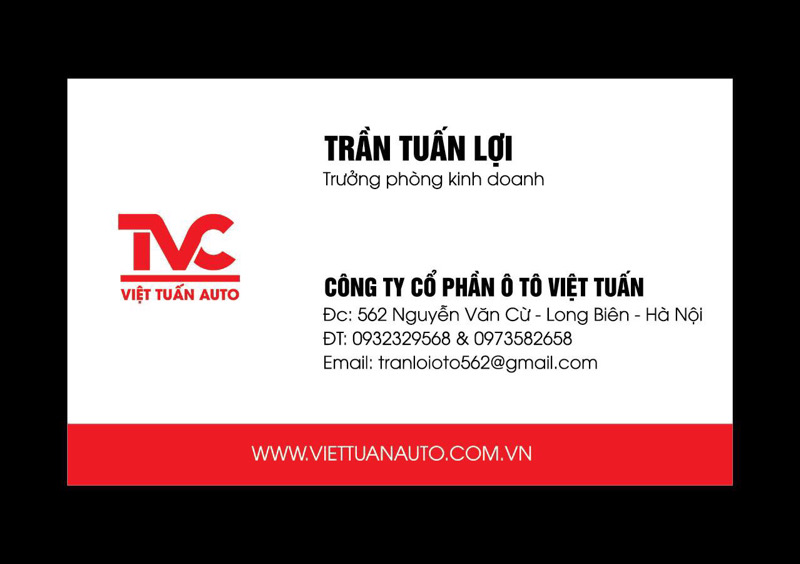 TRẦN TUẤN LỢI
Trưởng phòng kinh doanh
TVC
VIỆT TUẤN AUTO
CÔNG TY CỔ PHẦN Ô TÔ VIỆT TUẤN
Đc: 562 Nguyễn Văn Cừ - Long Biên - Hà Nội
ĐT: 0932329568 & 0973582658
Email: tranloioto562@gmail.com
WWW.VIETTUANAUTO.COM.VN